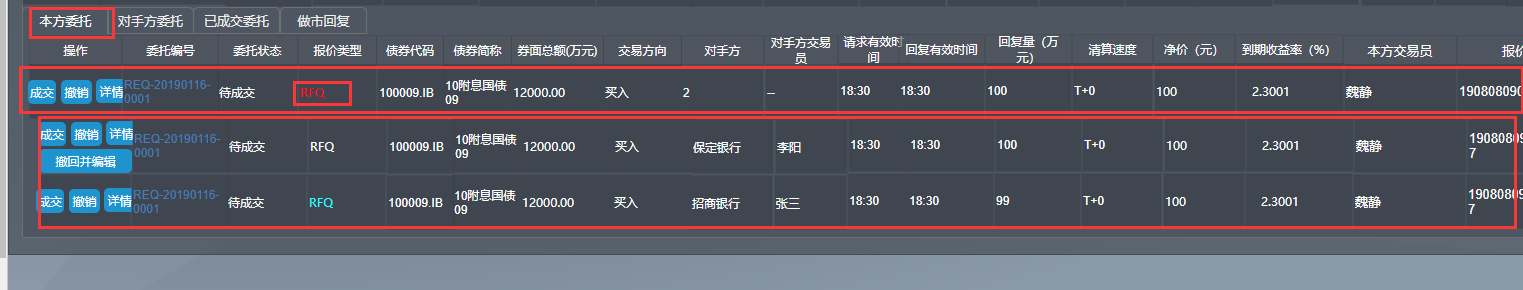 本方委托 对手方委托 已成交委托 做市回复
操作 委托编号 委托状态 报价类型 债券代码 债券简称 券面总额(万元) 交易方向 对手方 对手方交易员 请求有效时间 回复有效时间 回复量（万元） 清算速度 净价（元） 到期收益率（%） 本方交易员
成交 撤销 详情 REQ-20190116-0001 待成交 RFQ 100009.IB 10附息国债09 12000.00 买入 2 -- 18:30 18:30 100 T+0 100 2.3001 魏静 190808090
成交 撤销 详情 撤回并编辑 REQ-20190116-0001 待成交 RFQ 100009.IB 10附息国债09 12000.00 买入 保定银行 李阳 18:30 18:30 100 T+0 100 2.3001 魏静 19080809 7
成交 撤销 详情 REQ-20190116-0001 待成交 RFQ 100009.IB 10附息国债09 12000.00 买入 招商银行 张三 18:30 18:30 99 T+0 100 2.3001 魏静 19080809 7